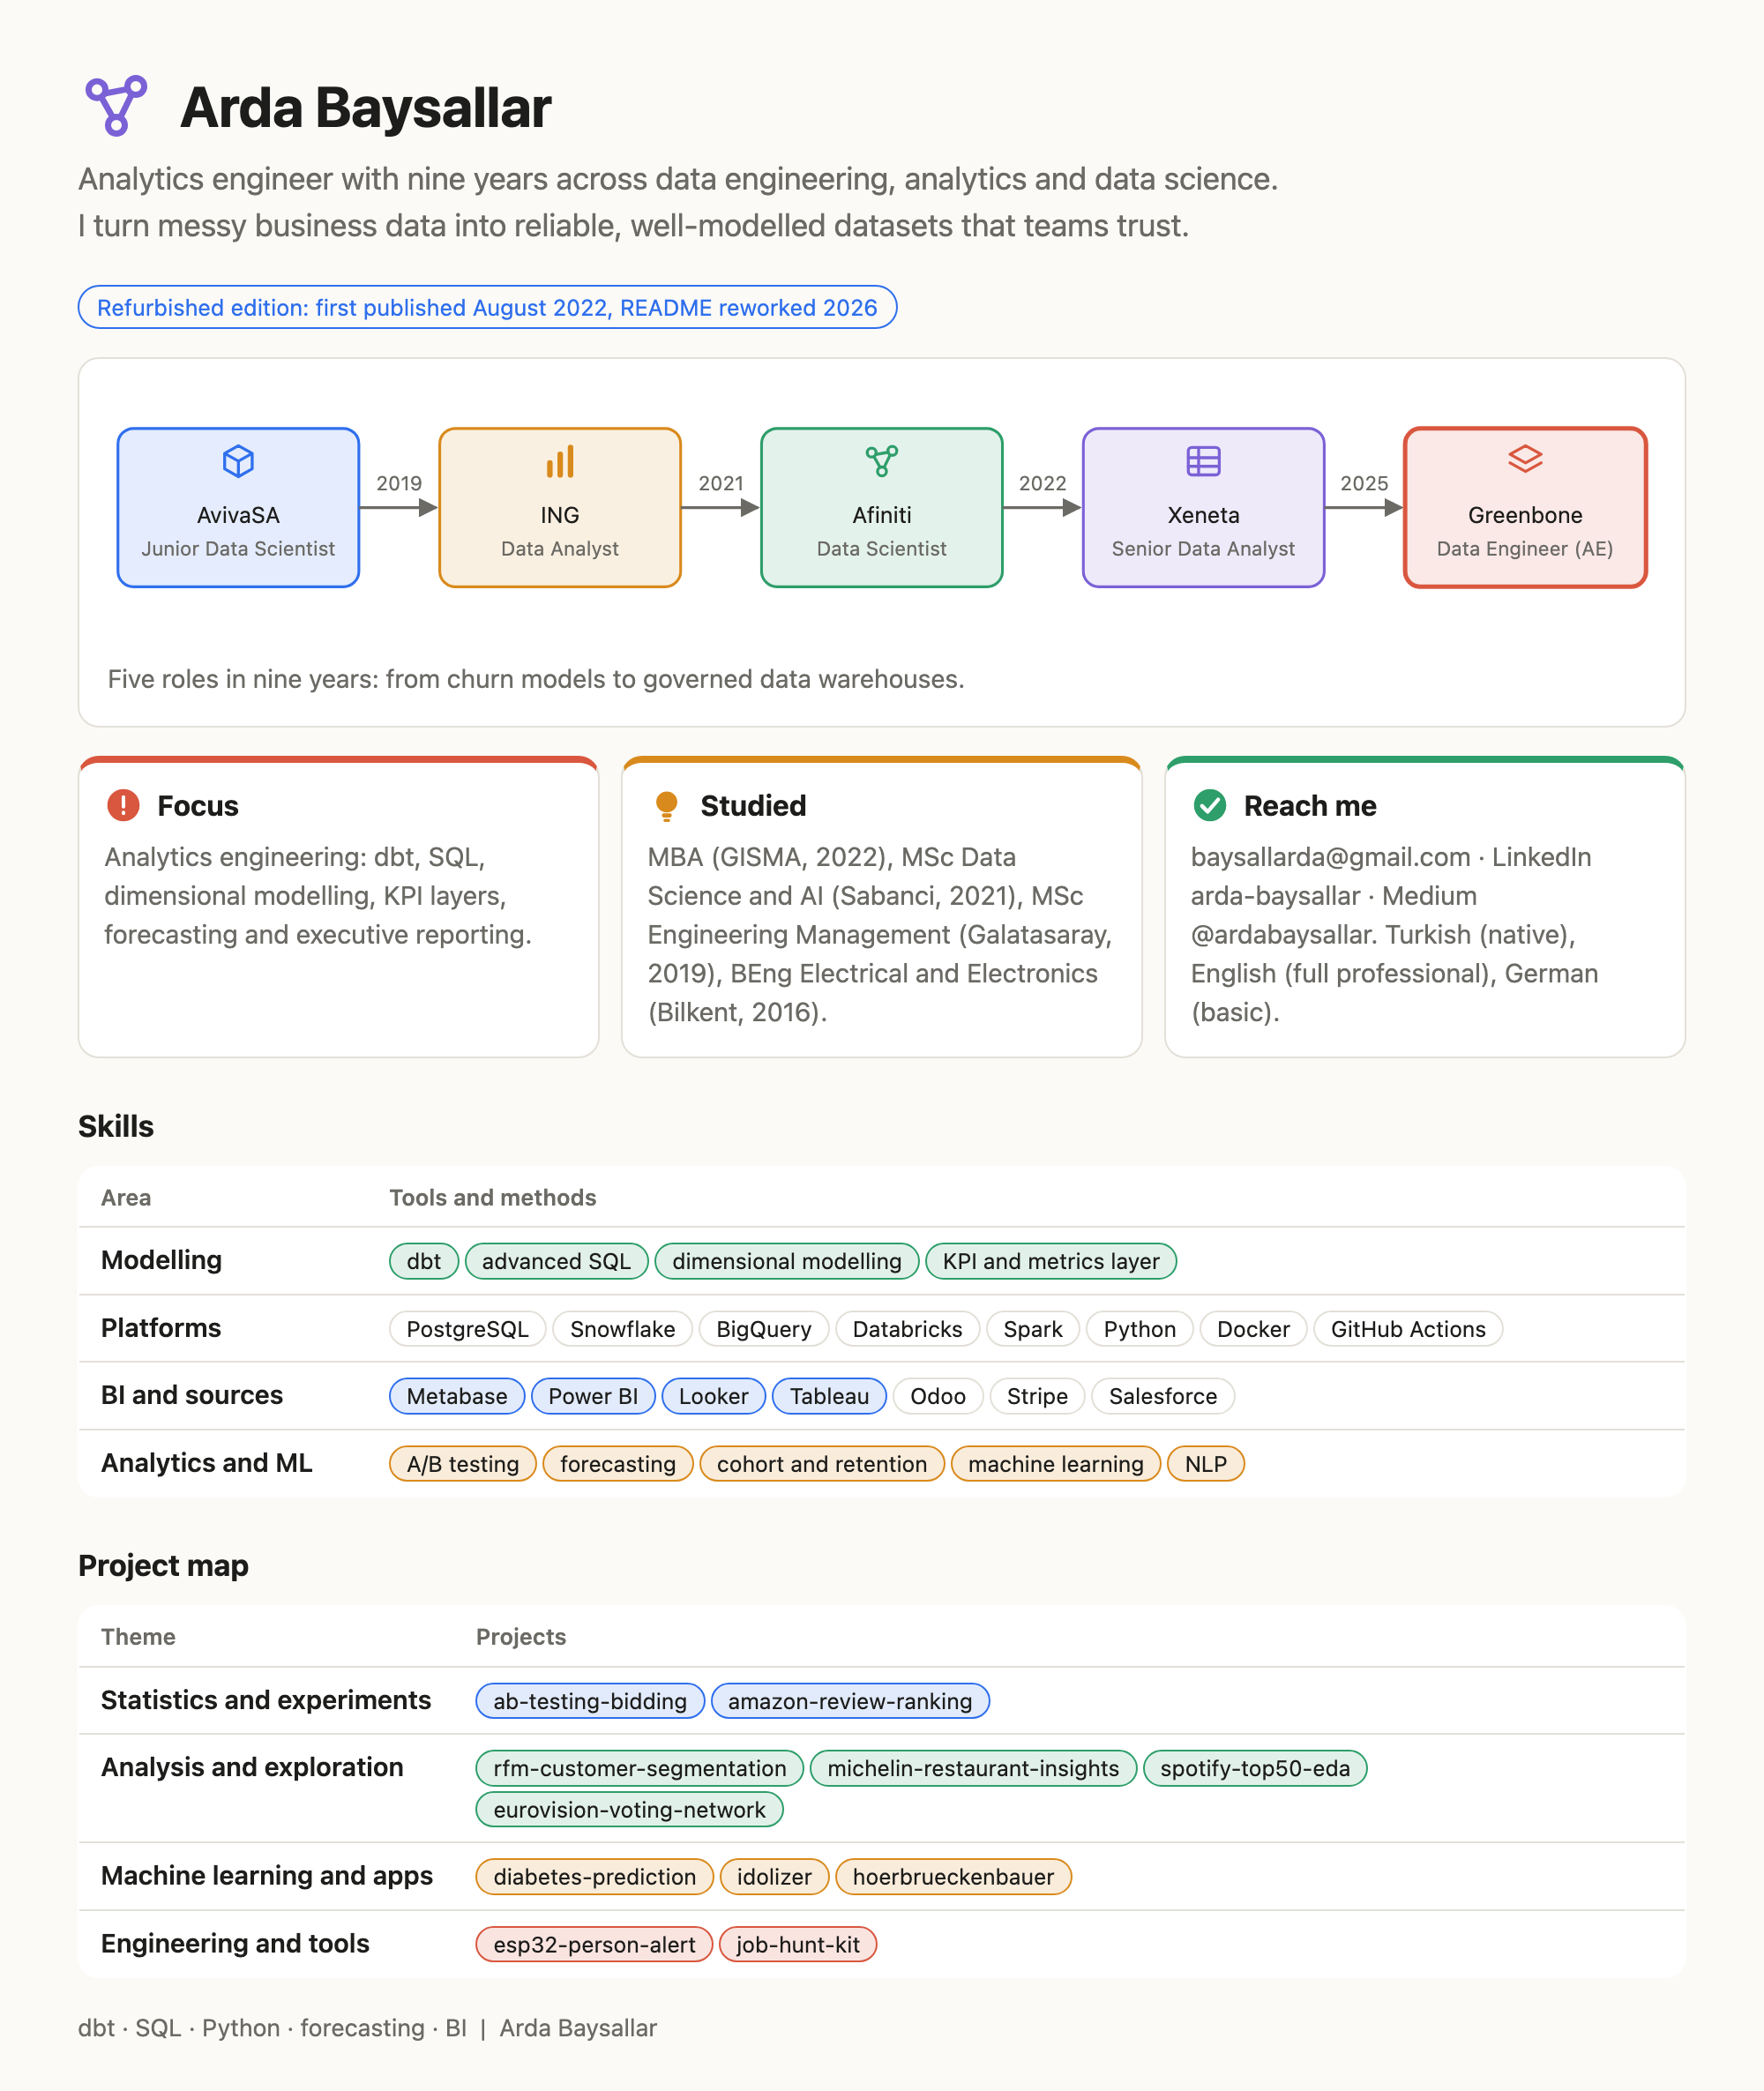 Arda Baysallar
Analytics engineer with nine years across data engineering, analytics and data science.
I turn messy business data into reliable, well-modelled datasets that teams trust.
Refurbished edition: first published August 2022, README reworked 2026
AvivaSA
Junior Data Scientist
2019
ING
Data Analyst
2021
Afiniti
Data Scientist
2022
Xeneta
Senior Data Analyst
2025
Greenbone
Data Engineer (AE)
Five roles in nine years: from churn models to governed data warehouses.
Focus
Analytics engineering: dbt, SQL,
dimensional modelling, KPI layers,
forecasting and executive reporting.
Studied
MBA (GISMA, 2022), MSc Data
Science and AI (Sabanci, 2021), MSc
Engineering Management (Galatasaray,
2019), BEng Electrical and Electronics
(Bilkent, 2016).
Reach me
baysallarda@gmail.com · LinkedIn
arda-baysallar · Medium
@ardabaysallar. Turkish (native),
English (full professional), German
(basic).
Skills
Area Tools and methods
Modelling dbt advanced SQL dimensional modelling KPI and metrics layer
Platforms PostgreSQL Snowflake BigQuery Databricks Spark Python Docker GitHub Actions
BI and sources Metabase Power BI Looker Tableau Odoo Stripe Salesforce
Analytics and ML A/B testing forecasting cohort and retention machine learning NLP
Project map
Theme Projects
Statistics and experiments ab-testing-bidding amazon-review-ranking
Analysis and exploration rfm-customer-segmentation michelin-restaurant-insights spotify-top50-eda
eurovision-voting-network
Machine learning and apps diabetes-prediction idolizer hoerbrueckenbauer
Engineering and tools esp32-person-alert job-hunt-kit
dbt · SQL · Python · forecasting · BI | Arda Baysallar